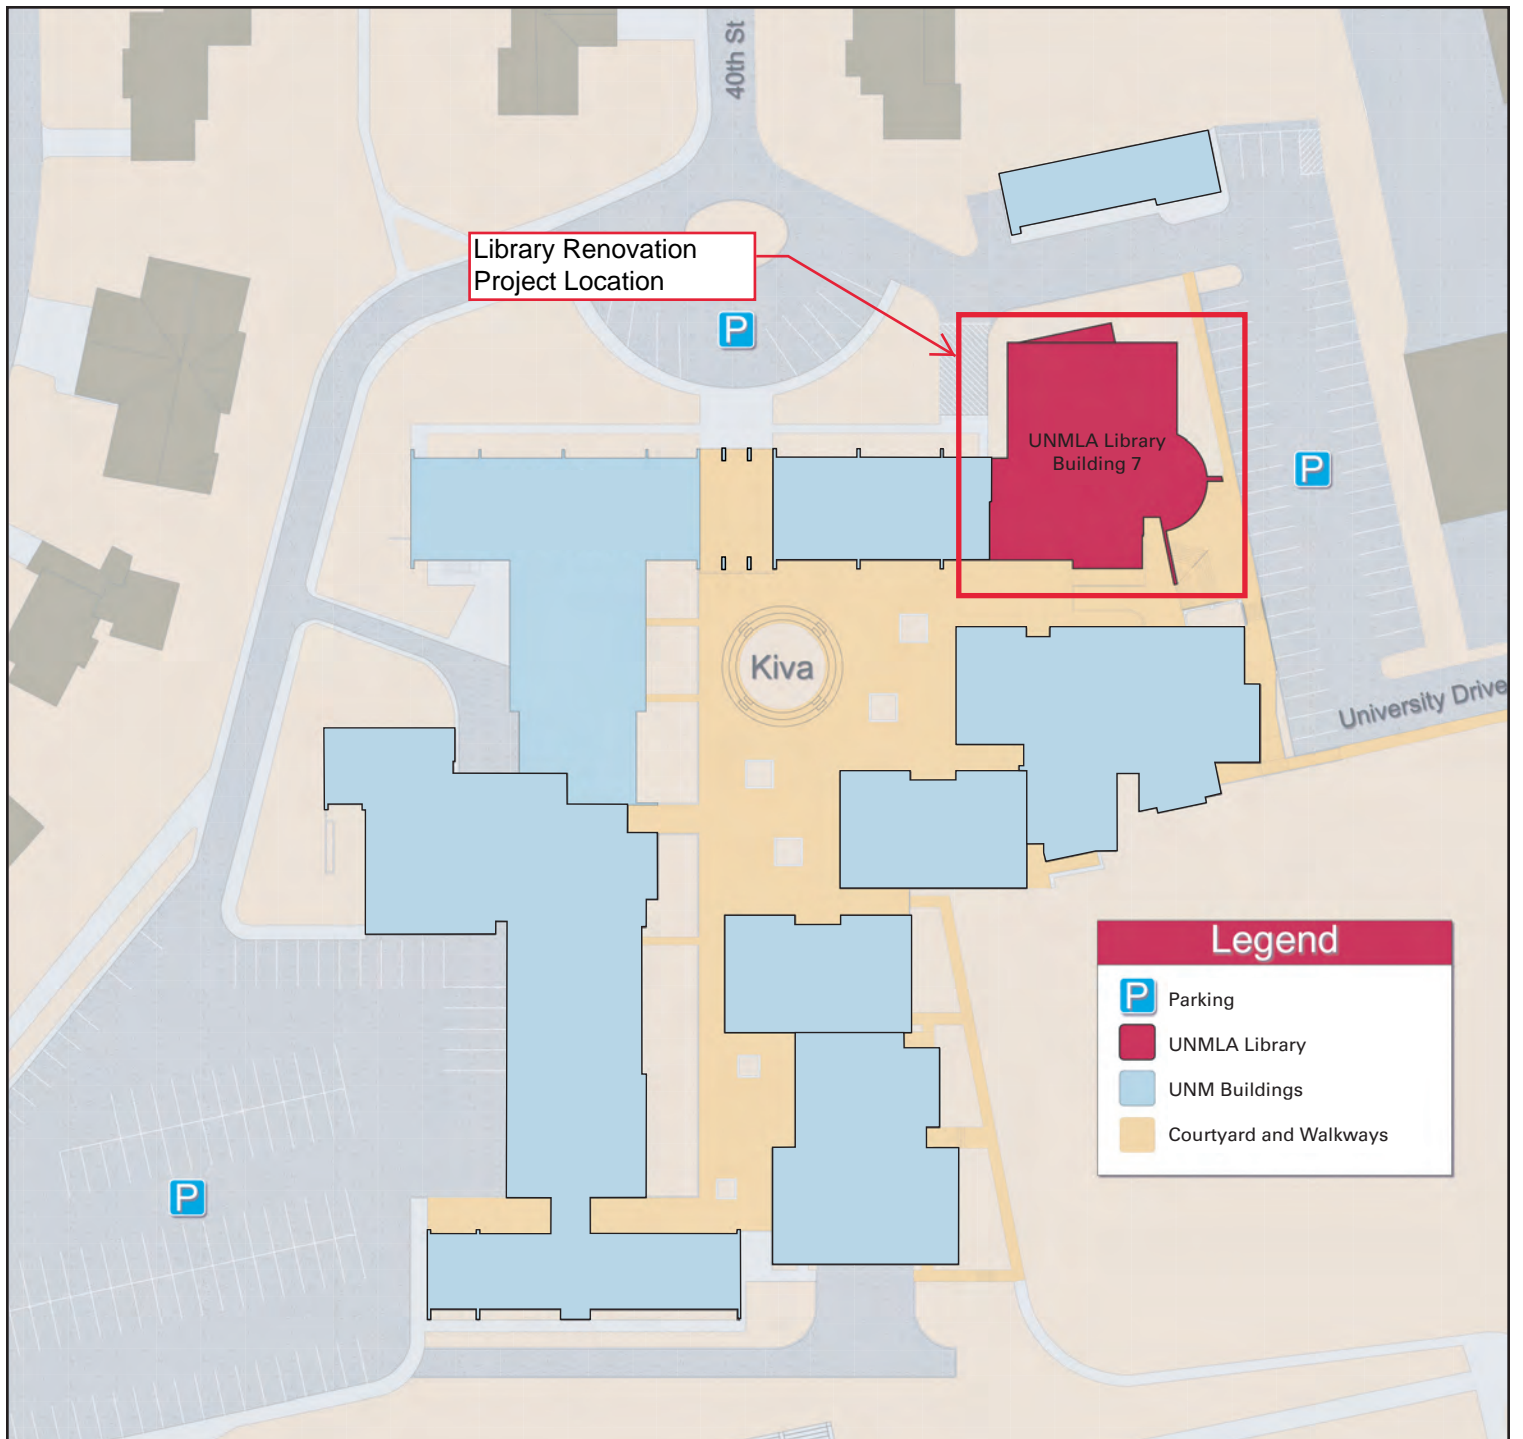 40th St
Library Renovation
Project Location
P
UNMLA Library
Building 7
P
Kiva
University Drive
Legend
P Parking
UNMLA Library
UNM Buildings
Courtyard and Walkways
P